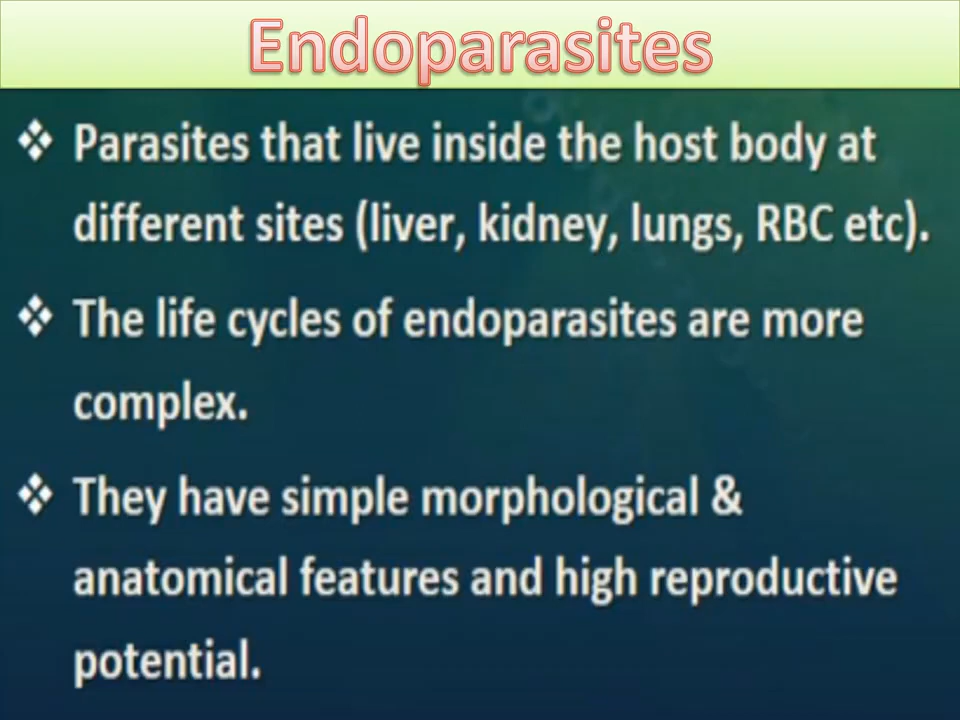 Endoparasites
❖ Parasites that live inside the host body at
different sites (liver, kidney, lungs, RBC etc).
❖ The life cycles of endoparasites are more
complex.
❖ They have simple morphological &
anatomical features and high reproductive
potential.